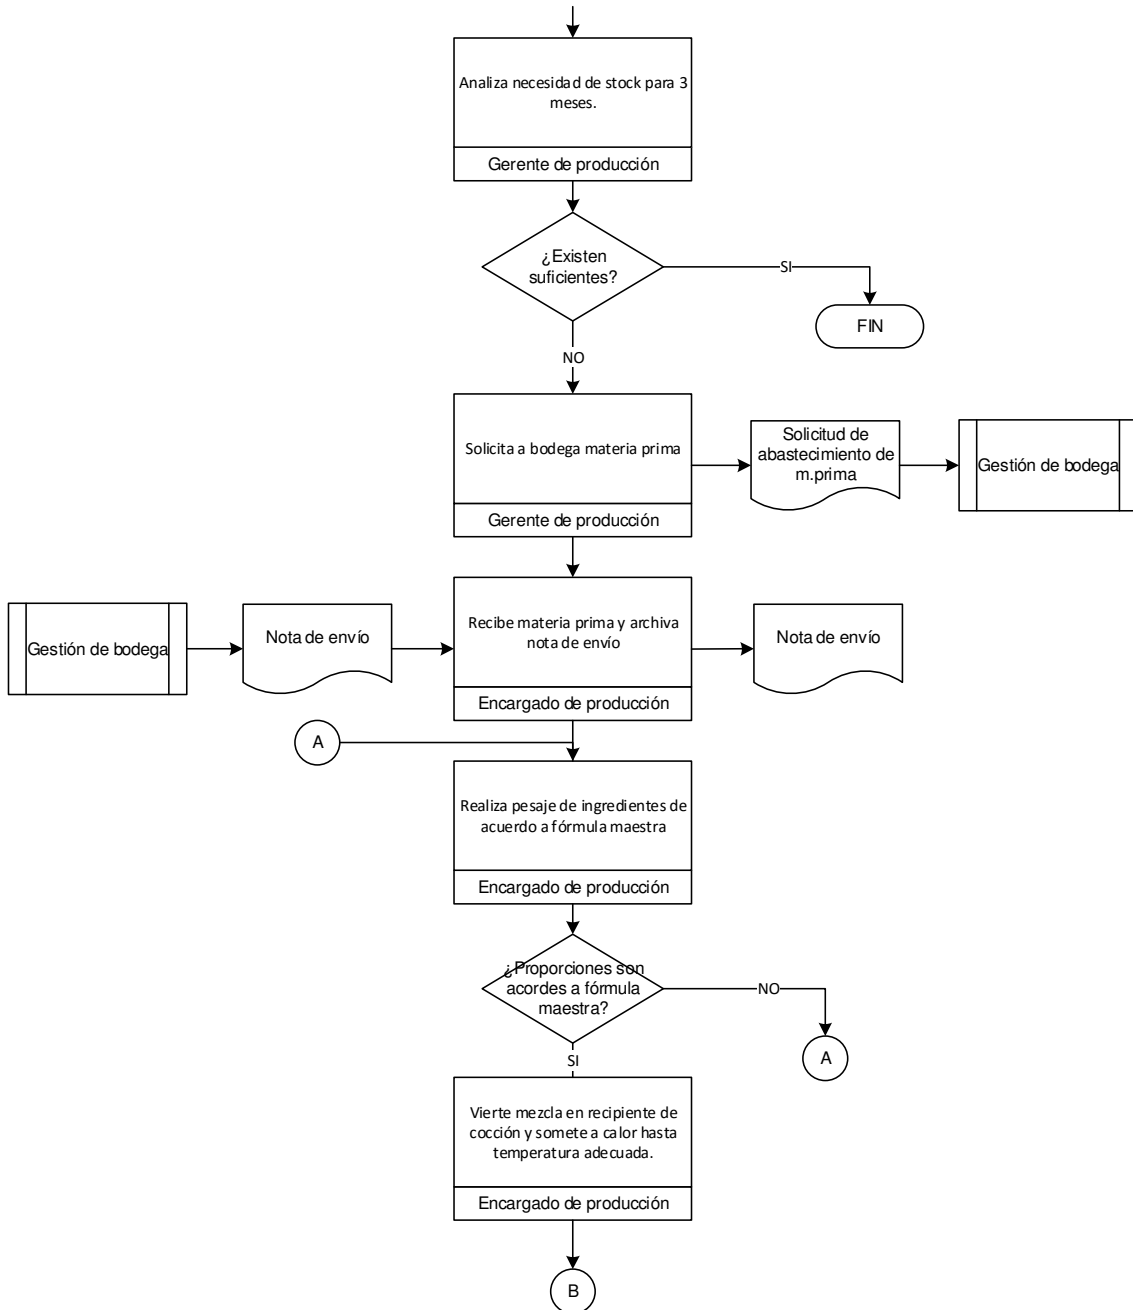 Analiza necesidad de stock para 3
meses.
Gerente de producción
¿Existen
suficientes?
SI
FIN
NO
Solicita a bodega materia prima
Gerente de producción
Solicitud de
abastecimiento de
m.prima
Gestión de bodega
Gestión de bodega
Nota de envío
Recibe materia prima y archiva
nota de envío
Encargado de producción
Nota de envío
A
Realiza pesaje de ingredientes de
acuerdo a fórmula maestra
Encargado de producción
¿Proporciones son
acordes a fórmula
maestra?
NO
A
SI
Vierte mezcla en recipiente de
cocción y somete a calor hasta
temperatura adecuada.
Encargado de producción
B